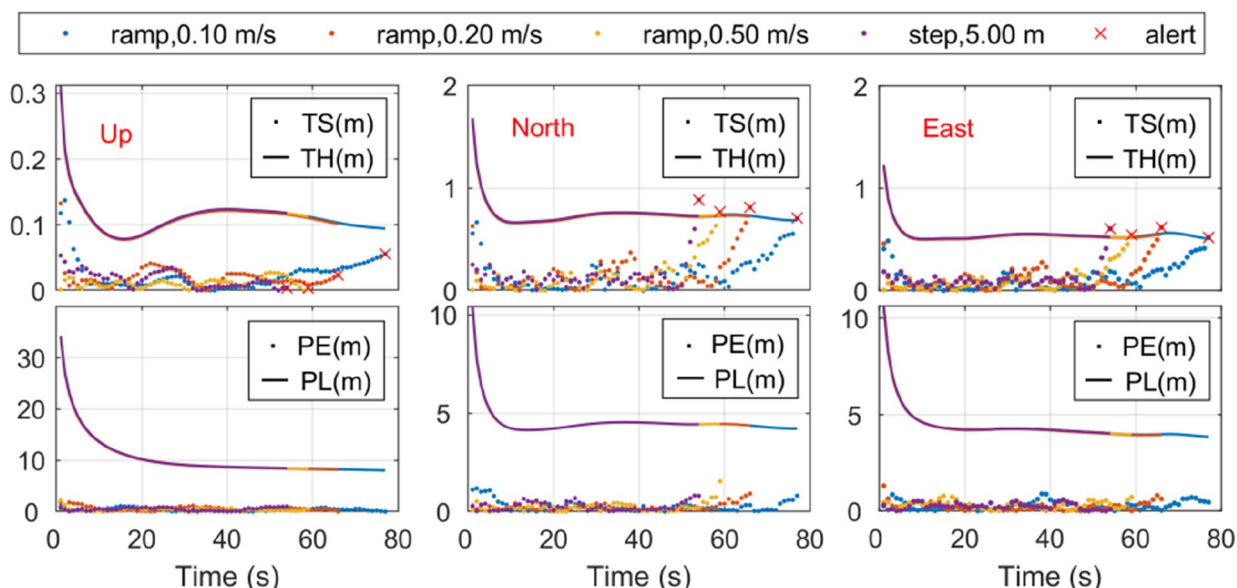 ramp,0.10 m/s ramp,0.20 m/s ramp,0.50 m/s step,5.00 m alert
0.3
0.2
0.1
0
Up
TS(m)
TH(m)
2
1
0
North
TS(m)
TH(m)
2
1
0
East
TS(m)
TH(m)
30
20
10
0
PE(m)
PL(m)
0 20 40 60 80
Time (s)
10
5
0
PE(m)
PL(m)
0 20 40 60 80
Time (s)
10
5
0
PE(m)
PL(m)
0 20 40 60 80
Time (s)